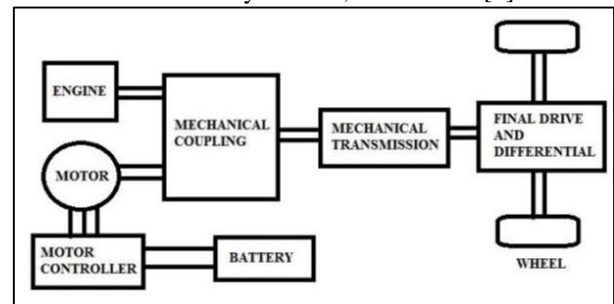 ENGINE
MECHANICAL
COUPLING
MECHANICAL
TRANSMISSION
FINAL DRIVE
AND
DIFFERENTIAL
MOTOR
MOTOR
CONTROLLER
BATTERY
WHEEL